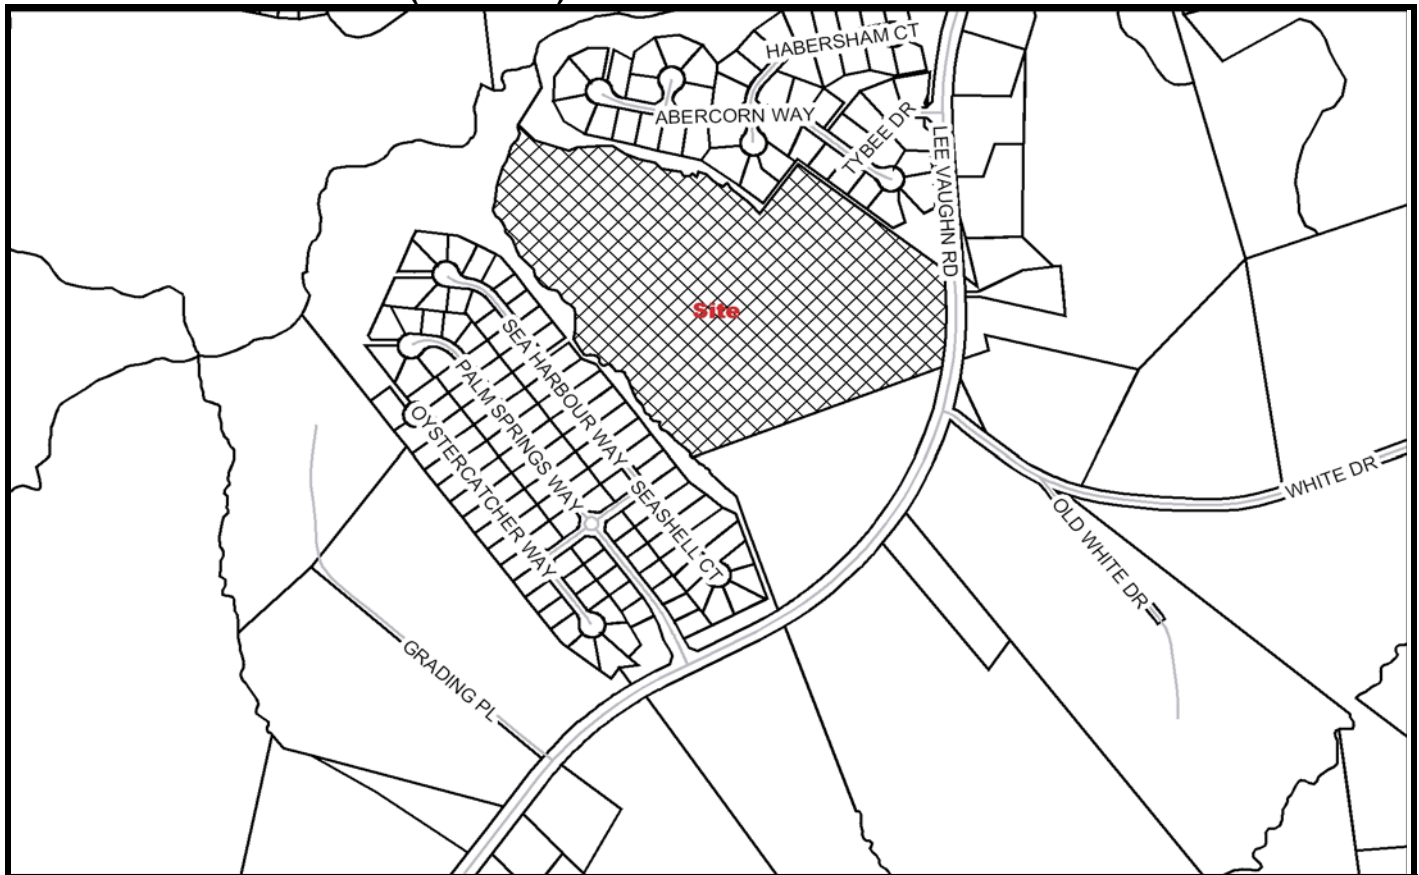 HABERSHAM CT
ABERCORN WAY
TYBEE DR
LEE VAUGHN RD
Site
SEA HARBOUR WAY
PALM SPRINGS WAY
OYSTERCATCHER WAY
SEASHELL CT
WHITE DR
OLD WHITE DR
GRADING PL